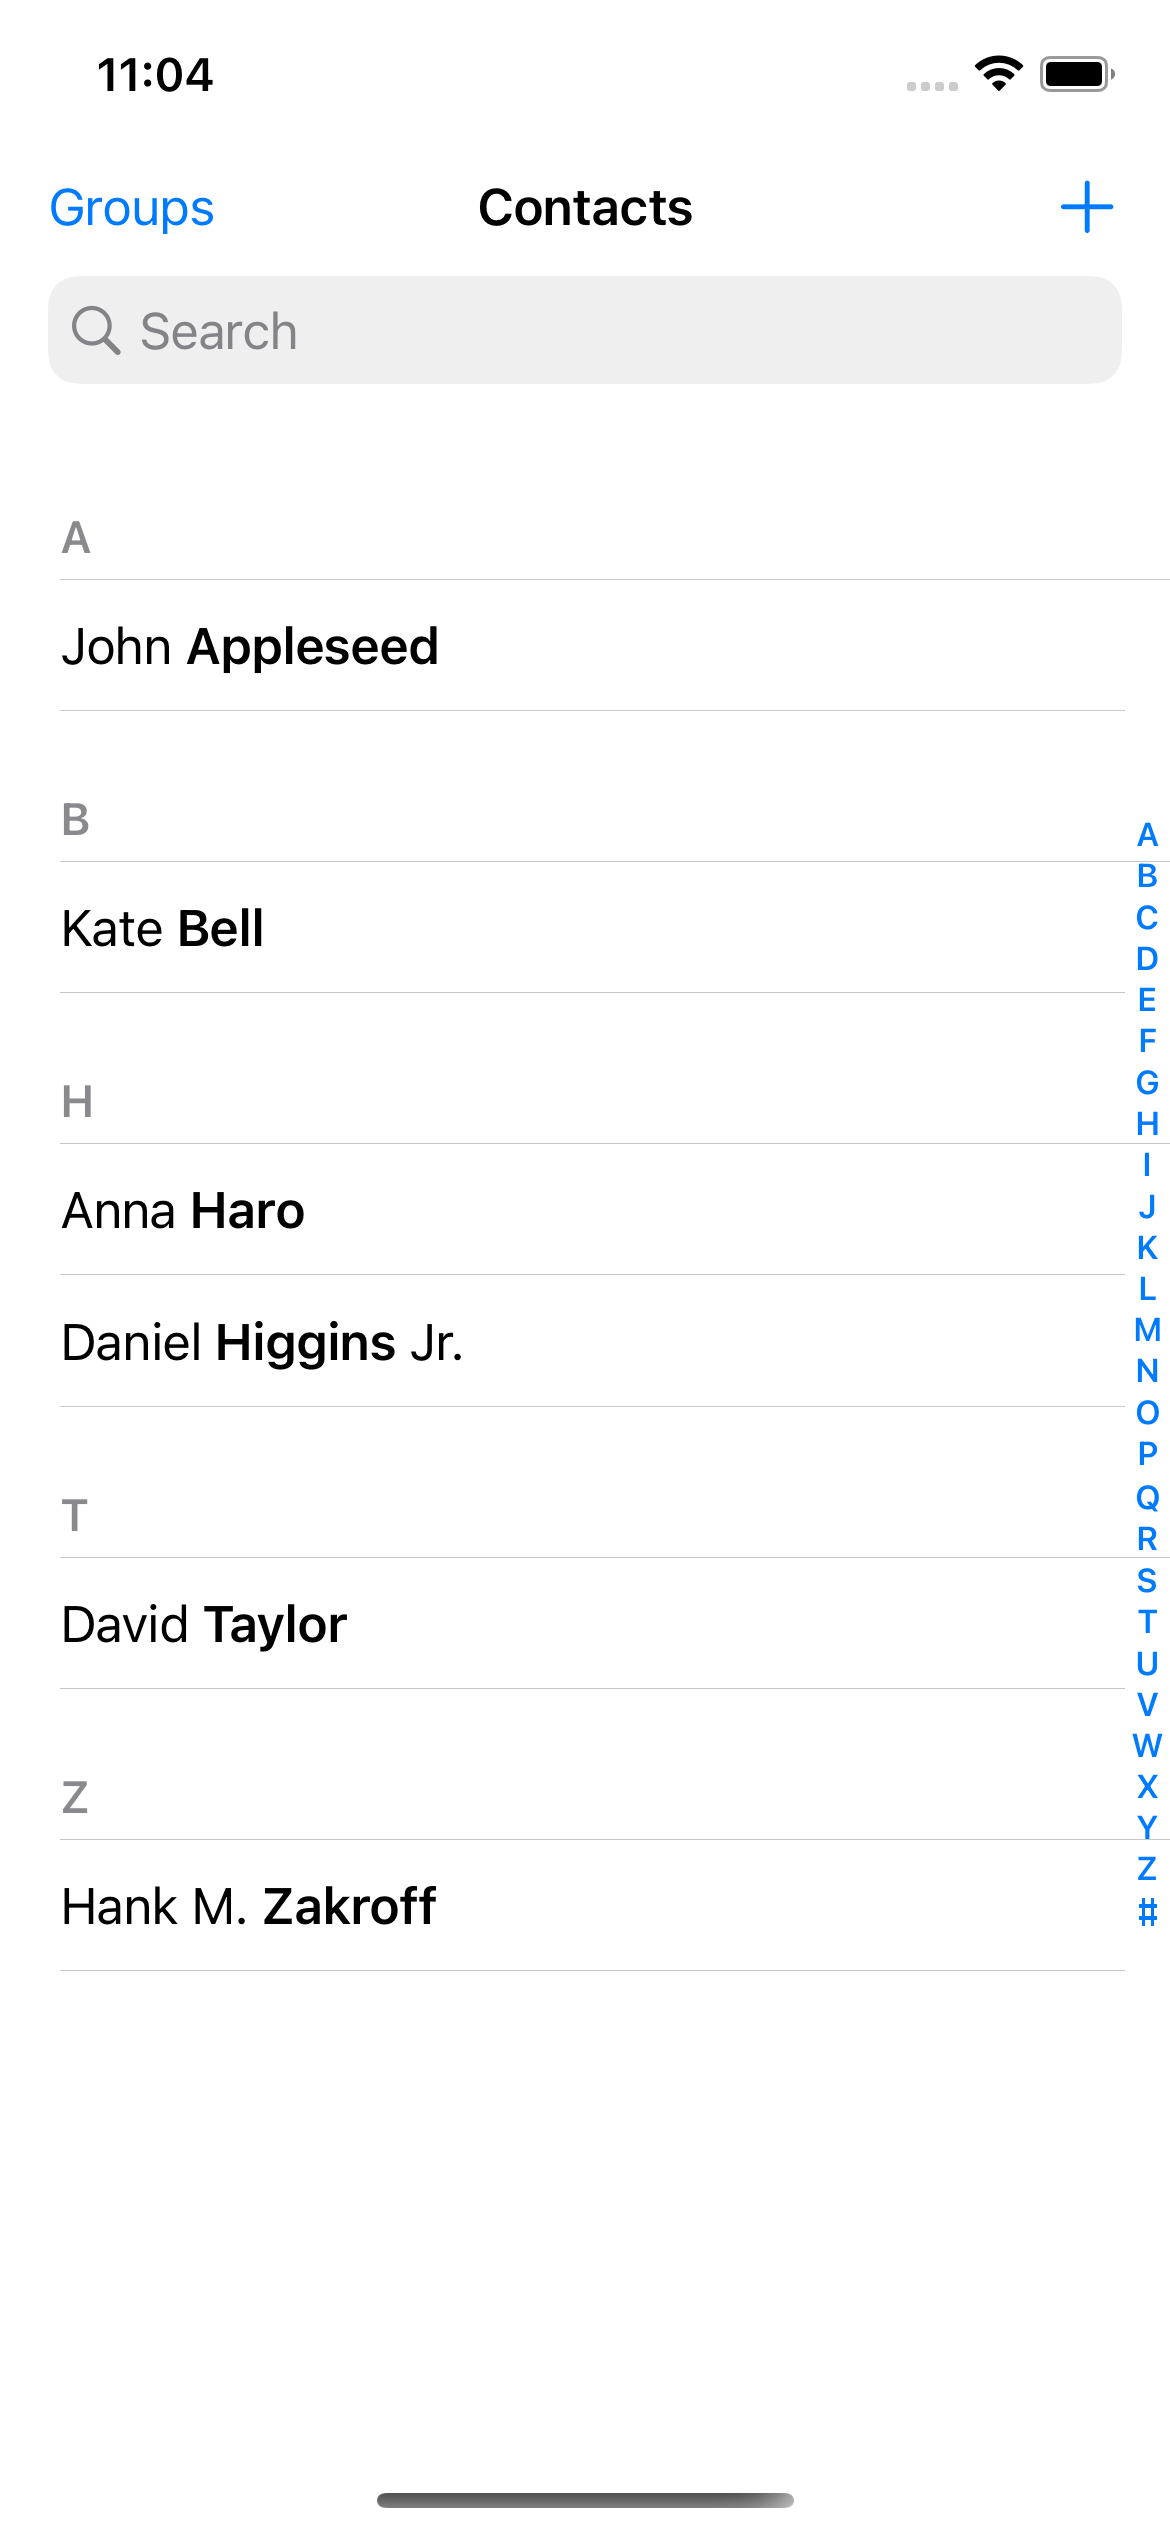 11:04
Groups Contacts +
Search
A
John Appleseed
B
Kate Bell
H
Anna Haro
Daniel Higgins Jr.
T
David Taylor
Z
Hank M. Zakroff
A
B
C
D
E
F
G
H
I
J
K
L
M
N
O
P
Q
R
S
T
U
V
W
X
Y
Z
#